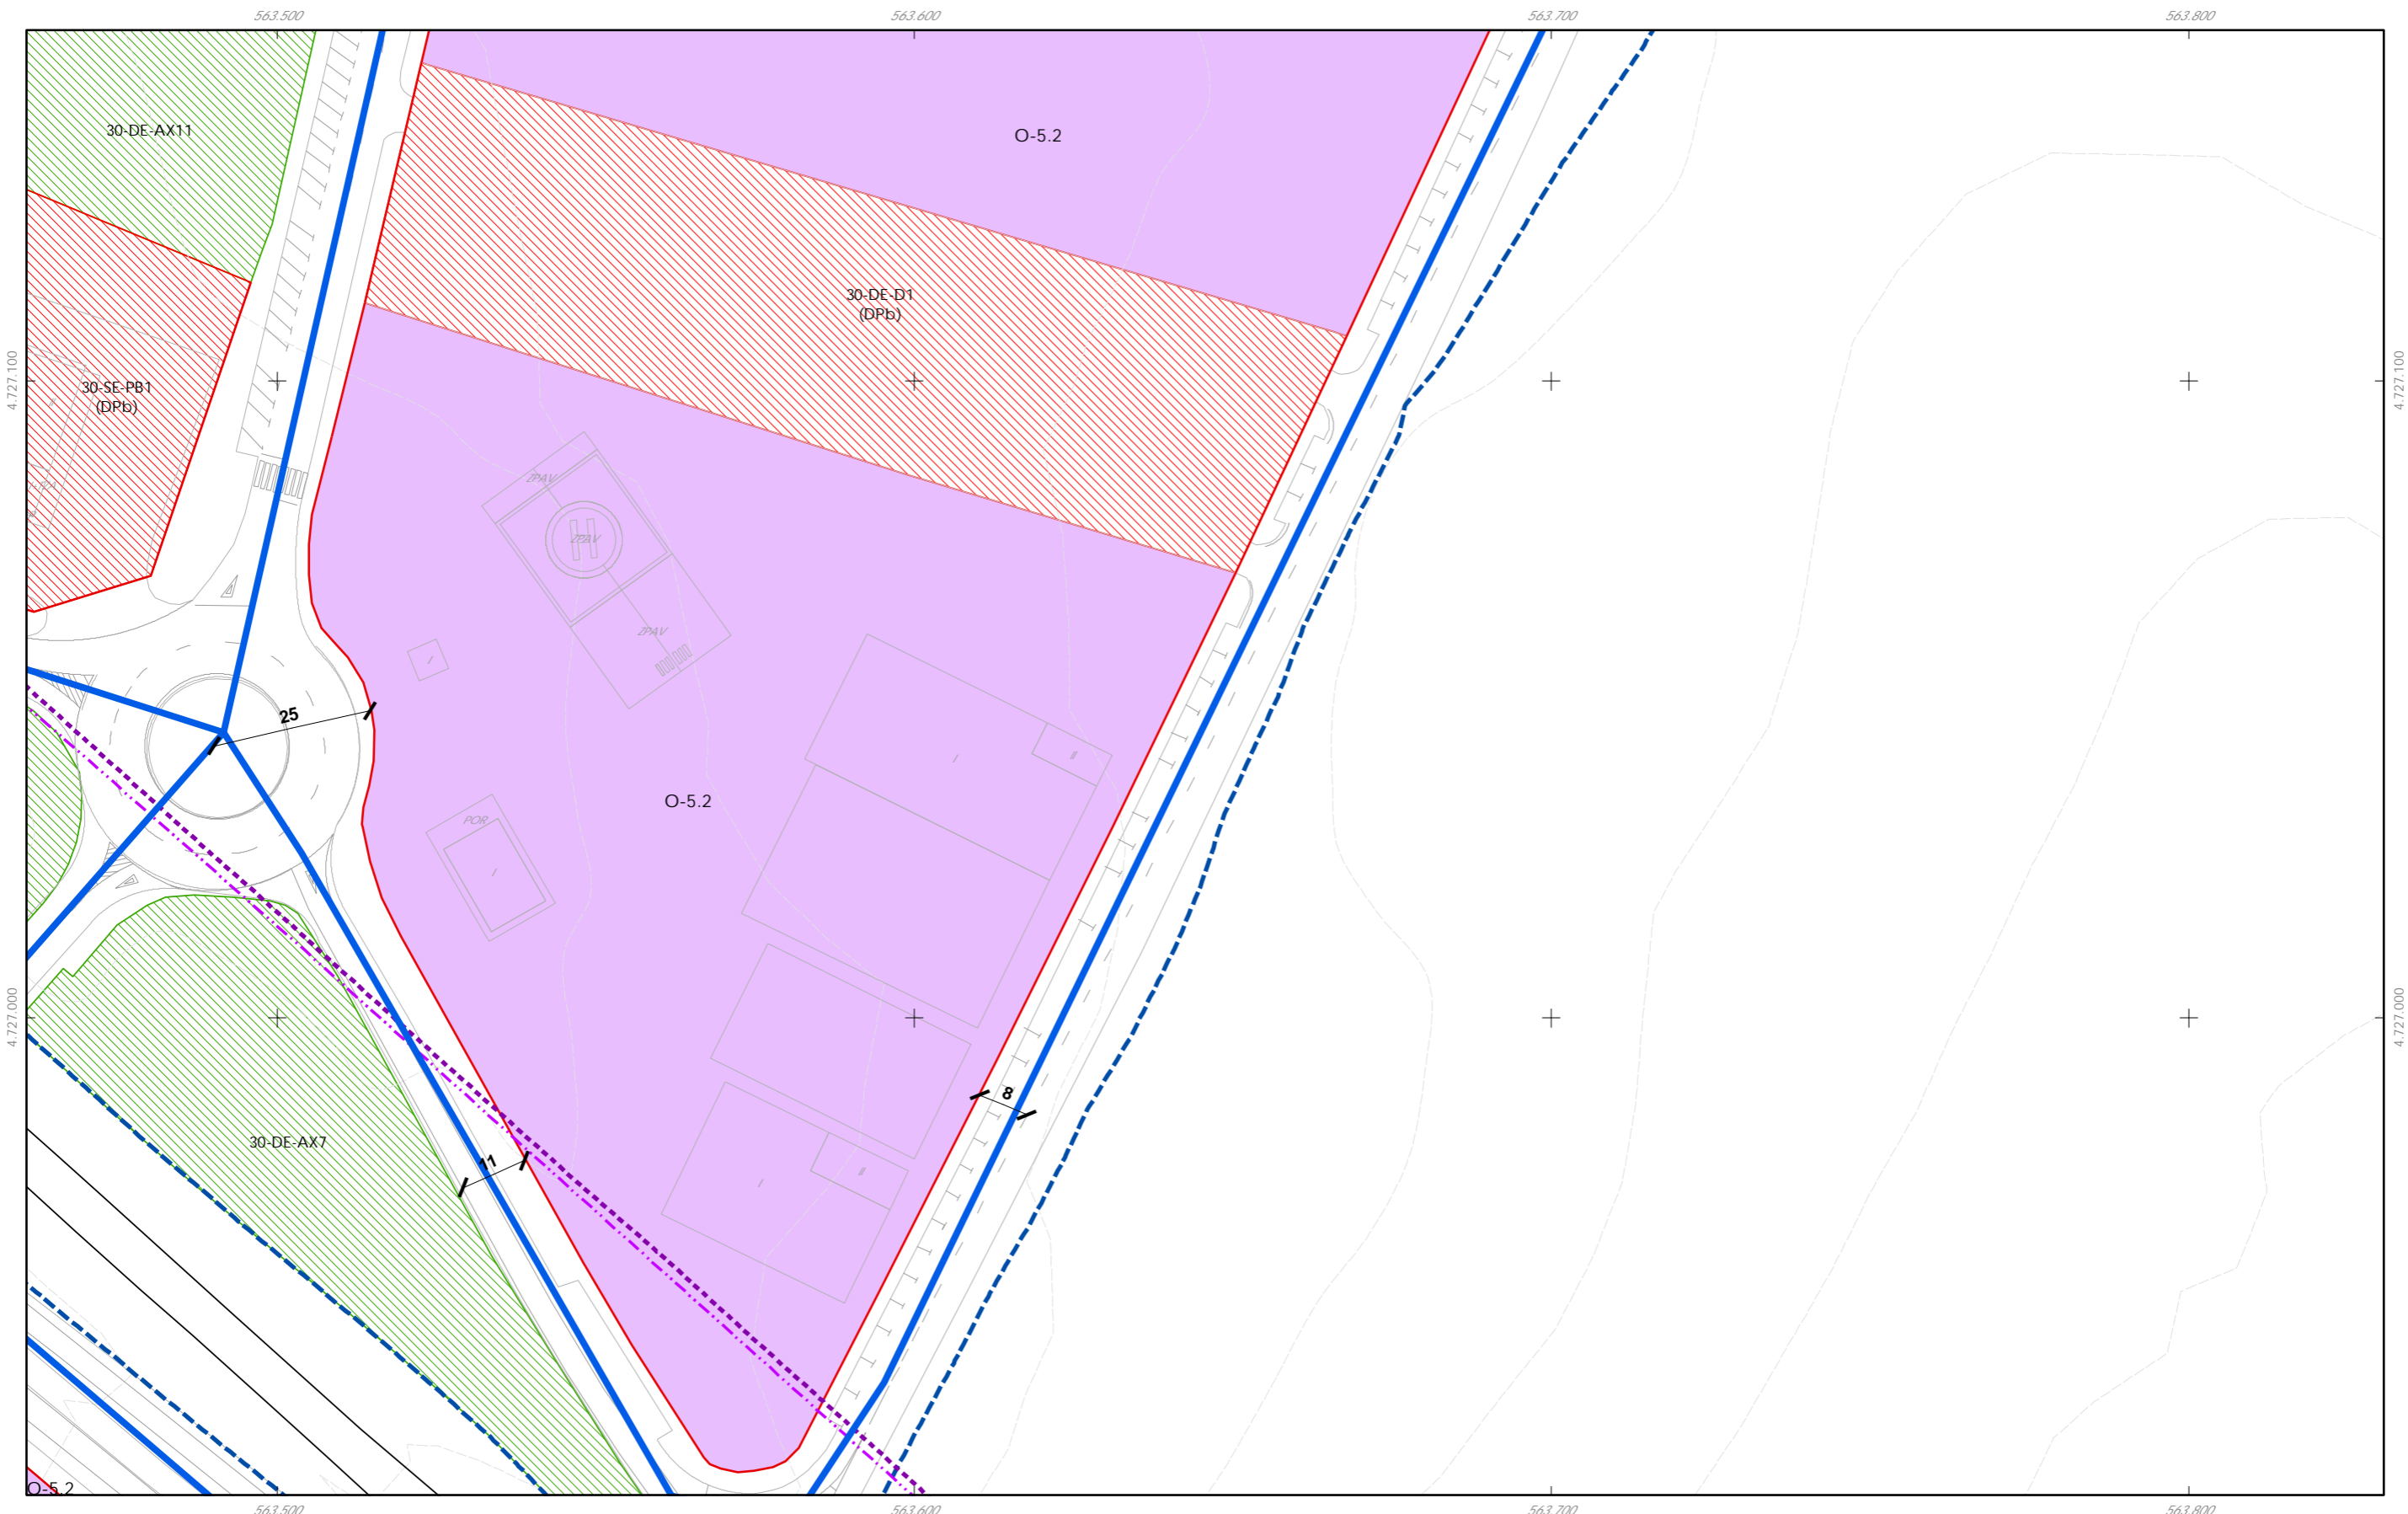 563.500
563.600
563.700
563.800
30-DE-AX11
O-5.2
30-DE-D1
(DPb)
4.727.100
4.727.100
30-SE-PB1
(DPb)
ZPAV
ZPAV
ZPAV
25
O-5.2
POR
4.727.000
4.727.000
8
30-DE-AX7
11
O-5.2
563.500
563.600
563.700
563.800